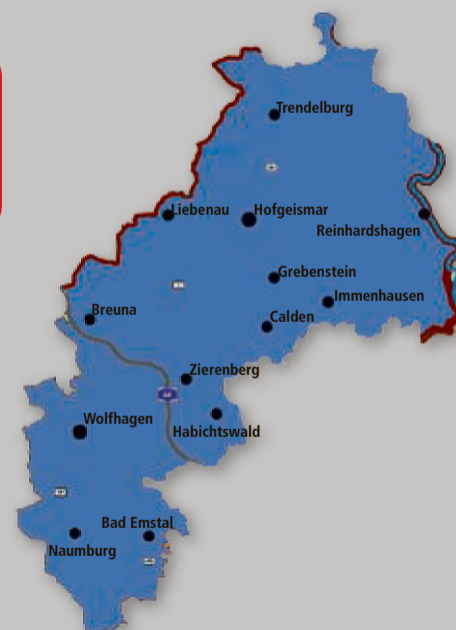 Trendelburg
Liebenau
Hofgeismar
Reinhardshagen
Grebenstein
Immenhausen
Breuna
Calden
Zierenberg
Wolfhagen
Habichtswald
Bad Emstal
Naumburg